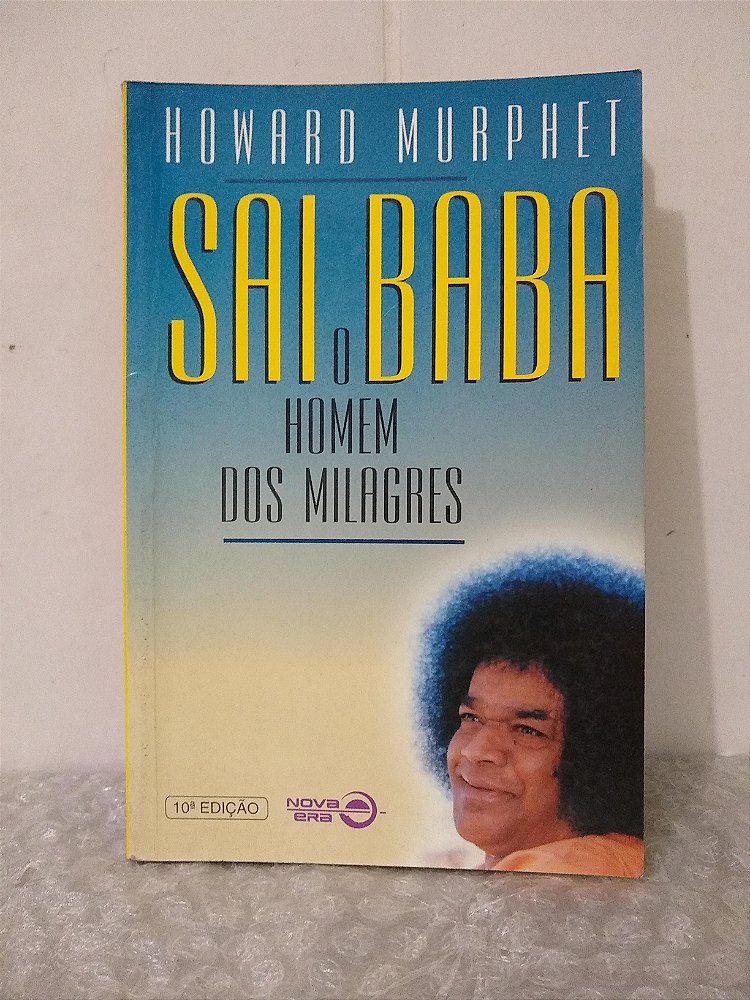 HOWARD MURPHET
SAI BABA
O
HOMEM
DOS MILAGRES
10ª EDIÇÃO
NOVA
ERA